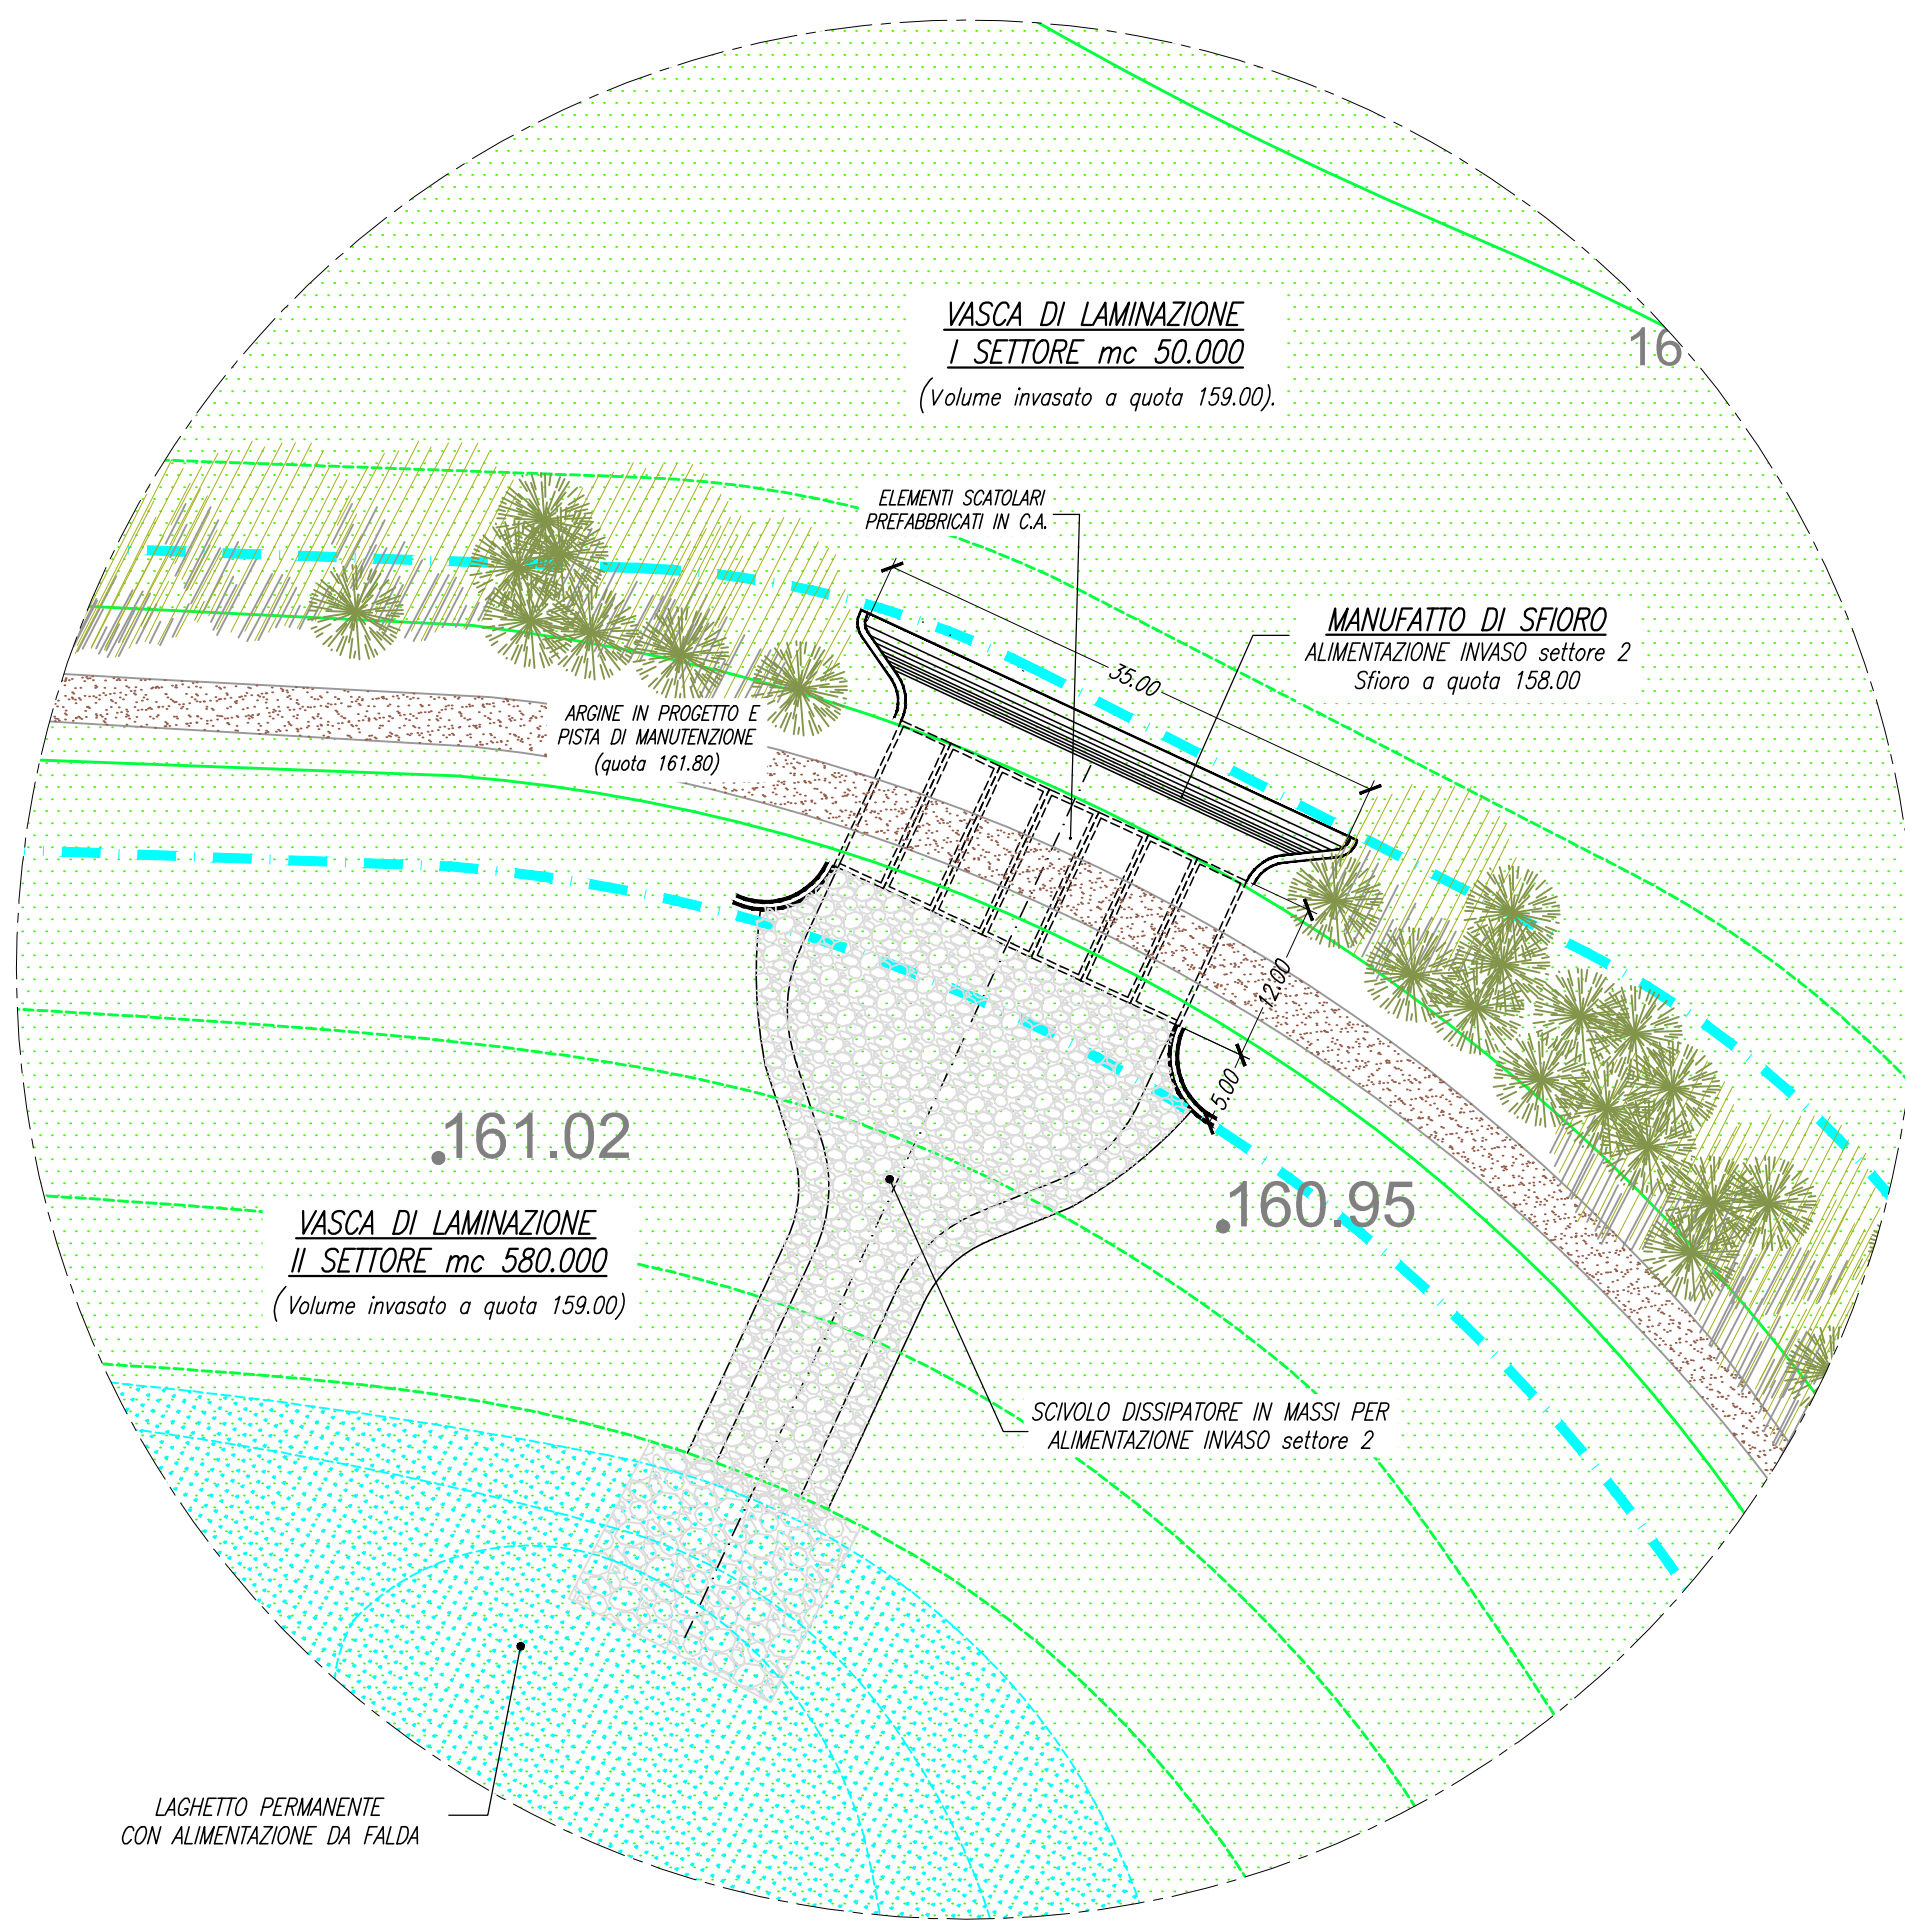 VASCA DI LAMINAZIONE
I SETTORE mc 50.000
(Volume invasato a quota 159.00).
16
ELEMENTI SCATOLARI
PREFABBRICATI IN C.A.
MANUFATTO DI SFIORO
ALIMENTAZIONE INVASO settore 2
Sfioro a quota 158.00
35.00
ARGINE IN PROGETTO E
PISTA DI MANUTENZIONE
(quota 161.80)
12.00
5.00
161.02
160.95
VASCA DI LAMINAZIONE
II SETTORE mc 580.000
(Volume invasato a quota 159.00)
SCIVOLO DISSIPATORE IN MASSI PER
ALIMENTAZIONE INVASO settore 2
LAGHETTO PERMANENTE
CON ALIMENTAZIONE DA FALDA